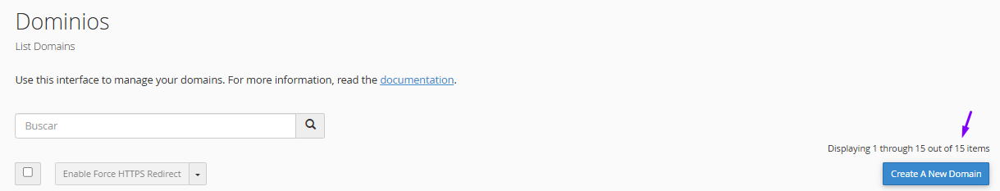 Dominios
List Domains
Use this interface to manage your domains. For more information, read the documentation.
Buscar
Displaying 1 through 15 out of 15 items
Enable Force HTTPS Redirect
Create A New Domain